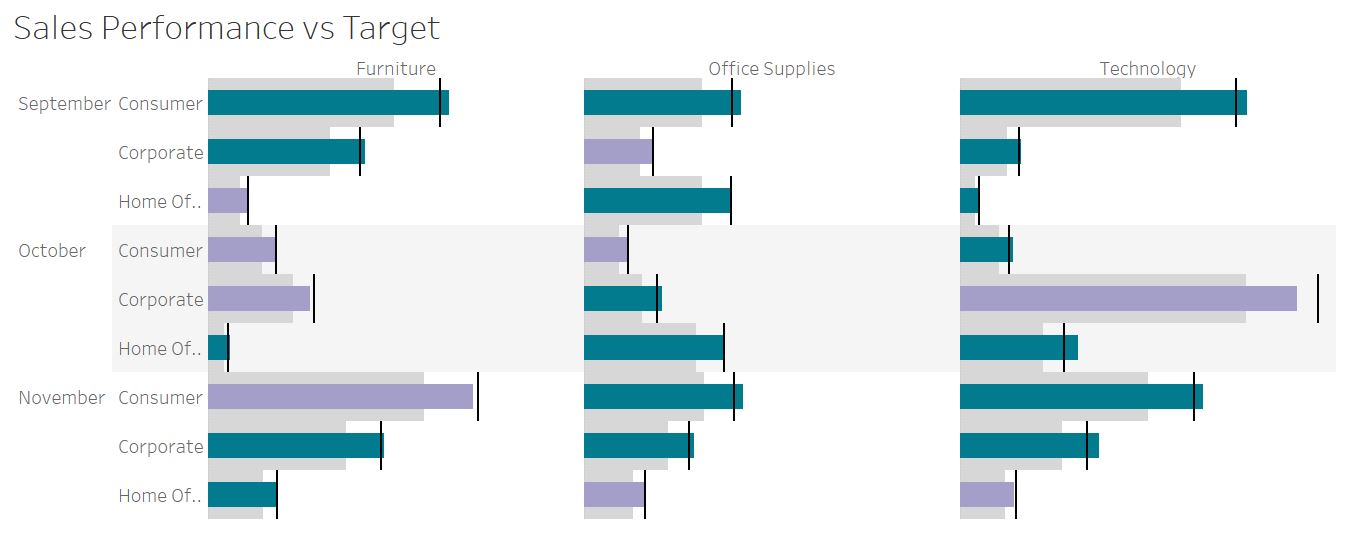 Sales Performance vs Target
Furniture Office Supplies Technology
September Consumer
Corporate
Home Of..
October Consumer
Corporate
Home Of..
November Consumer
Corporate
Home Of..